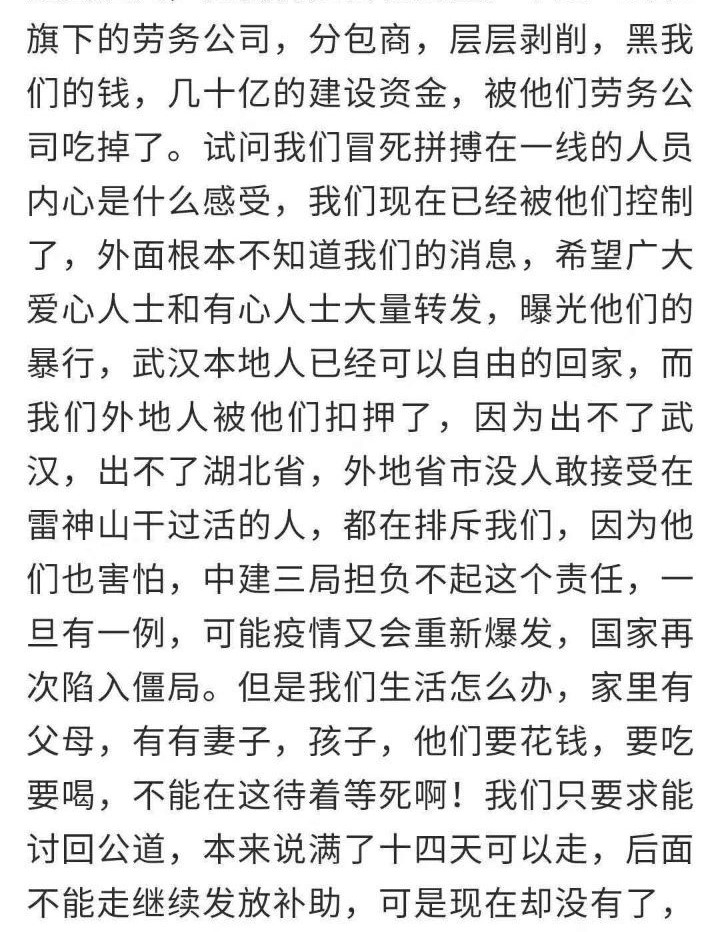 旗下的劳务公司，分包商，层层剥削，黑我
们的钱，几十亿的建设资金，被他们劳务公
司吃掉了。试问我们冒死拼搏在一线的人员
内心是什么感受，我们现在已经被他们控制
了，外面根本不知道我们的消息，希望广大
爱心人士和有心人士大量转发，曝光他们的
暴行，武汉本地人已经可以自由的回家，而
我们外地人被他们扣押了，因为出不了武
汉，出不了湖北省，外地省市没人敢接受在
雷神山干过活的人，都在排斥我们，因为他
们也害怕，中建三局担负不起这个责任，一
旦有一例，可能疫情又会重新爆发，国家再
次陷入僵局。但是我们生活怎么办，家里有
父母，有有妻子，孩子，他们要花钱，要吃
要喝，不能在这待着等死啊！我们只要求能
讨回公道，本来说满了十四天可以走，后面
不能走继续发放补助，可是现在却没有了，